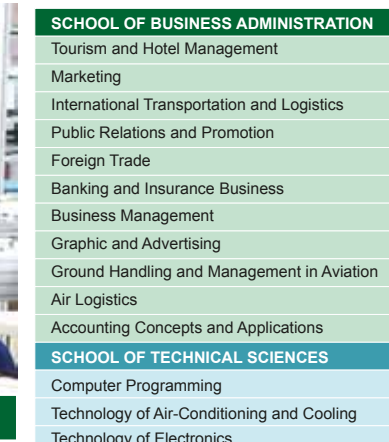 SCHOOL OF BUSINESS ADMINISTRATION
Tourism and Hotel Management
Marketing
International Transportation and Logistics
Public Relations and Promotion
Foreign Trade
Banking and Insurance Business
Business Management
Graphic and Advertising
Ground Handling and Management in Aviation
Air Logistics
Accounting Concepts and Applications
SCHOOL OF TECHNICAL SCIENCES
Computer Programming
Technology of Air-Conditioning and Cooling
Technology of Electronics